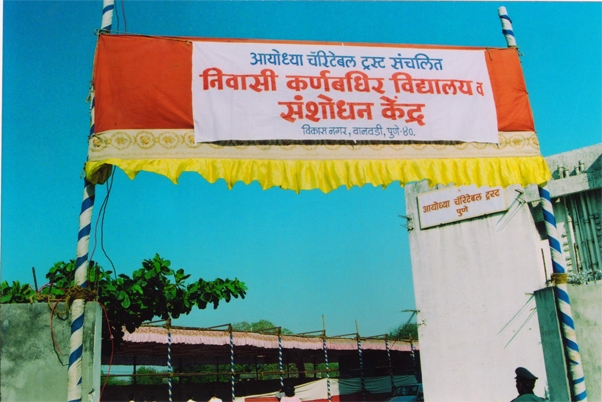 आयोध्या चॅरिटेबल ट्रस्ट संचलित
निवासी कर्णबधिर विद्यालय व
संशोधन केंद्र
विकास नगर, वानवडी, पुणे-४०.
आयोध्या चॅरिटेबल ट्रस्ट
पुणे